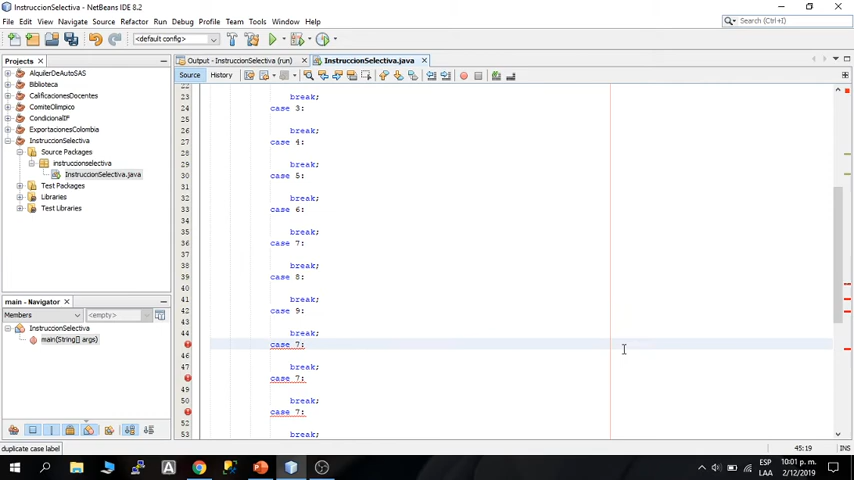 InstruccionSelectiva - NetBeans IDE 8.2
File Edit View Navigate Source Refactor Run Debug Profile Team Tools Window Help
Search (Ctrl+I)
<default config>
Projects
Output - InstruccionSelectiva (run)
InstruccionSelectiva.java
Source History
AlquilerDeAutoSAS
Biblioteca
CalificacionesDocentes
ComiteOlimpico
CondicionalIF
ExportacionesColombia
InstruccionSelectiva
Source Packages
instruccionselectiva
InstruccionSelectiva.java
Test Packages
Libraries
Test Libraries
main - Navigator
Members
<empty>
InstruccionSelectiva
main(String[] args)
22
23 break;
24 case 3:
25
26 break;
27 case 4:
28
29 break;
30 case 5:
31
32 break;
33 case 6:
34
35 break;
36 case 7:
37
38 break;
39 case 8:
40
41 break;
42 case 9:
43
44 break;
case 7:
46
47 break;
case 7:
49
50 break;
case 7:
52
53 break;
duplicate case label
45:19
INS
ESP
LAA
10:01 p. m.
2/12/2019